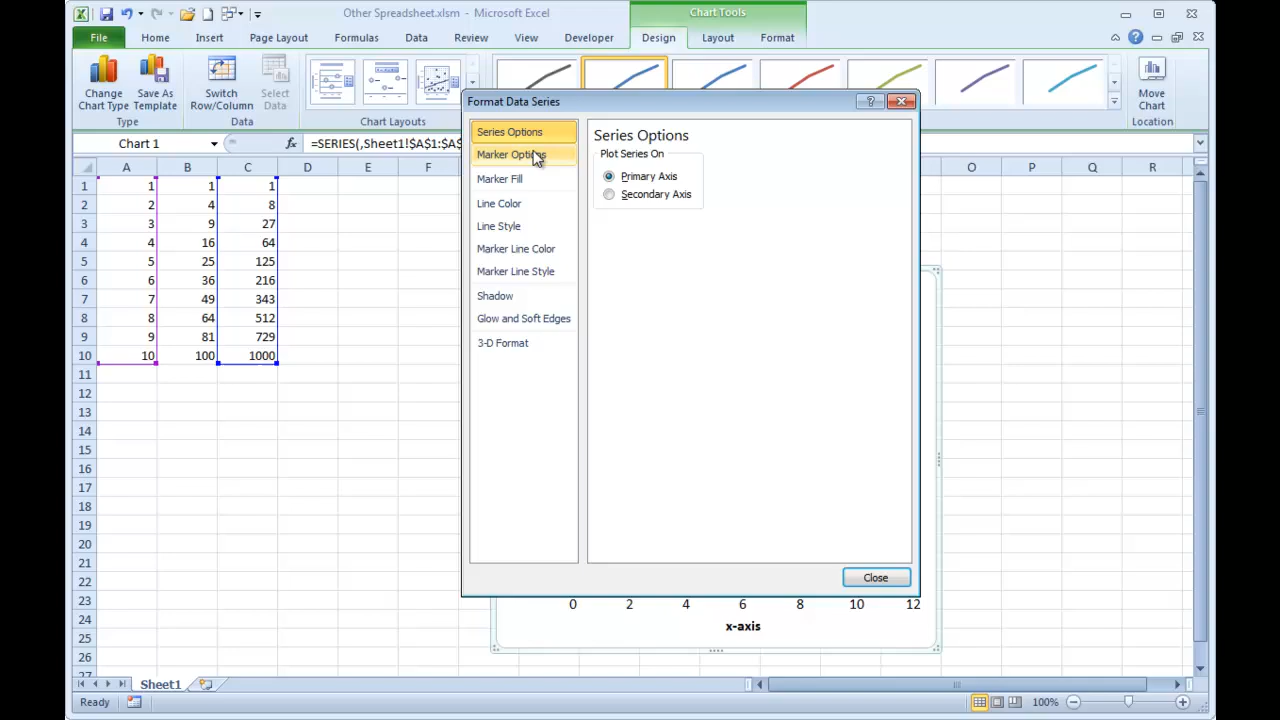 Other Spreadsheet.xlsm - Microsoft Excel
Chart Tools
File Home Insert Page Layout Formulas Data Review View Developer Design Layout Format
Change Chart Type
Save As Template
Switch Row/Column
Select Data
Move Chart
Type Data Chart Layouts Location
Chart 1 fx =SERIES(,Sheet1!$A$1:$A$
A B C D E F O P Q R
1 1 1 1
2 2 4 8
3 3 9 27
4 4 16 64
5 5 25 125
6 6 36 216
7 7 49 343
8 8 64 512
9 9 81 729
10 10 100 1000
11
12
13
14
15
16
17
18
19
20
21
22
23
24
25
26
27
Format Data Series
Series Options
Marker Options
Marker Fill
Line Color
Line Style
Marker Line Color
Marker Line Style
Shadow
Glow and Soft Edges
3-D Format
Series Options
Plot Series On
Primary Axis
Secondary Axis
Close
0 2 4 6 8 10 12
x-axis
Sheet1
Ready 100%